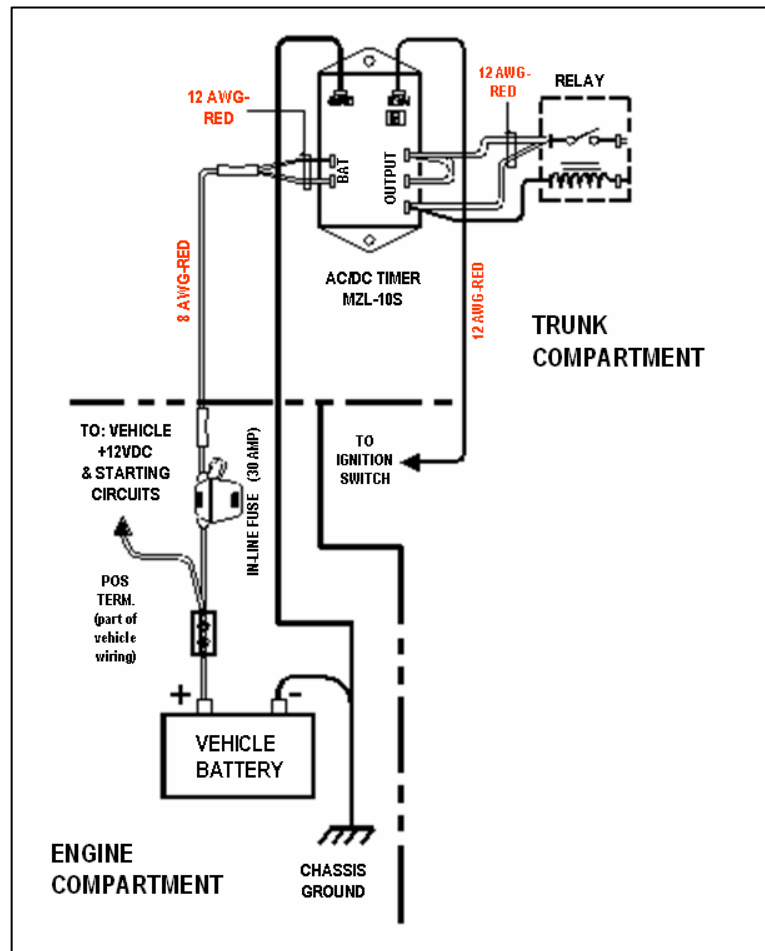 12 AWG-
RED
GRD
IGN
BAT
OUTPUT
12 AWG-
RED
RELAY
AC/DC TIMER
MZL-10S
8 AWG-RED
12 AWG-RED
TRUNK
COMPARTMENT
TO: VEHICLE
+12VDC
& STARTING
CIRCUITS
IN-LINE FUSE (30 AMP)
TO
IGNITION
SWITCH
POS
TERM.
(part of
vehicle
wiring)
+
-
VEHICLE
BATTERY
ENGINE
COMPARTMENT
CHASSIS
GROUND